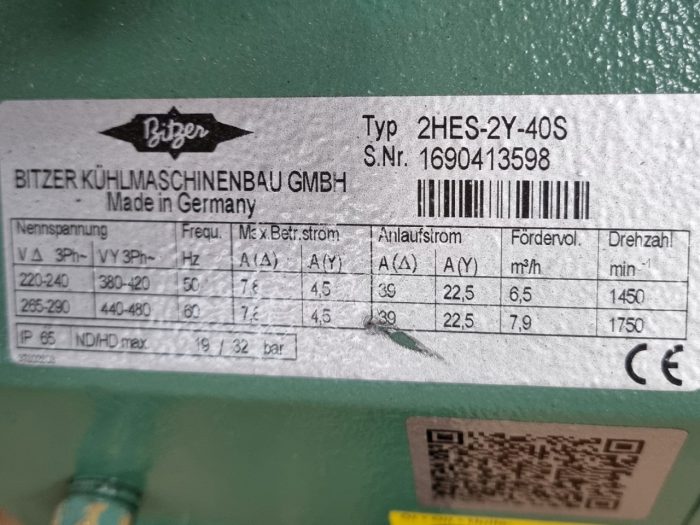 Bitzer
Typ 2HES-2Y-40S
S.Nr. 1690413598
BITZER KÜHLMASCHINENBAU GMBH
Made in Germany
Nennspannung Frequ. Max.Betr.strom Anlaufstrom Fördervol. Drehzahl
V Δ 3Ph~ V Y 3Ph~ Hz A (Δ) A (Y) A (Δ) A (Y) m³/h min -1
220-240 380-420 50 4,5 39 22,5 6,5 1450
265-290 440-480 60 4,5 39 22,5 7,9 1750
IP 65 ND/HD max. 19 / 32 bar
CE